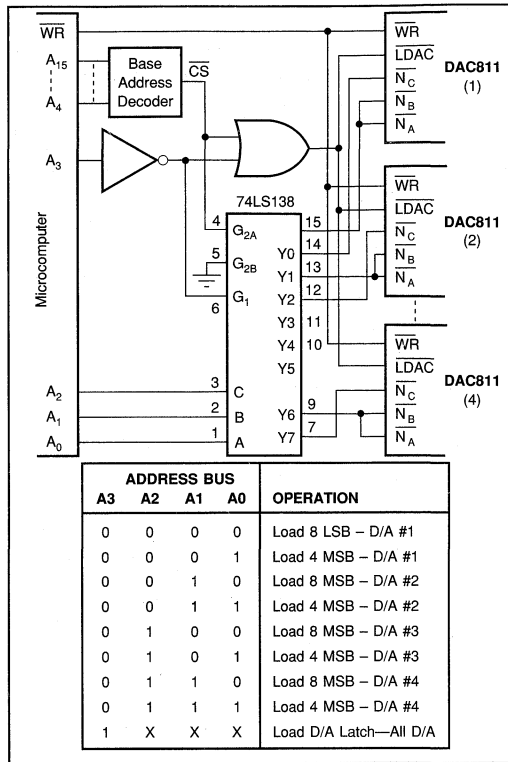 WR
A15
A4
Base
Address
Decoder
CS
A3
Microcomputer
74LS138
4
G2A
5
G2B
G1
6
3
C
2
B
1
A
A2
A1
A0
15
Y0
14
Y1
13
Y2
12
Y3
11
Y4
10
Y5
Y6
9
Y7
7
WR
LDAC
NC
NB
NA
DAC811
(1)
WR
LDAC
NC
NB
NA
DAC811
(2)
WR
LDAC
NC
NB
NA
DAC811
(4)
ADDRESS BUS
A3 A2 A1 A0 OPERATION
0 0 0 0 Load 8 LSB – D/A #1
0 0 0 1 Load 4 MSB – D/A #1
0 0 1 0 Load 8 MSB – D/A #2
0 0 1 1 Load 4 MSB – D/A #2
0 1 0 0 Load 8 MSB – D/A #3
0 1 0 1 Load 4 MSB – D/A #3
0 1 1 0 Load 8 MSB – D/A #4
0 1 1 1 Load 4 MSB – D/A #4
1 X X X Load D/A Latch—All D/A